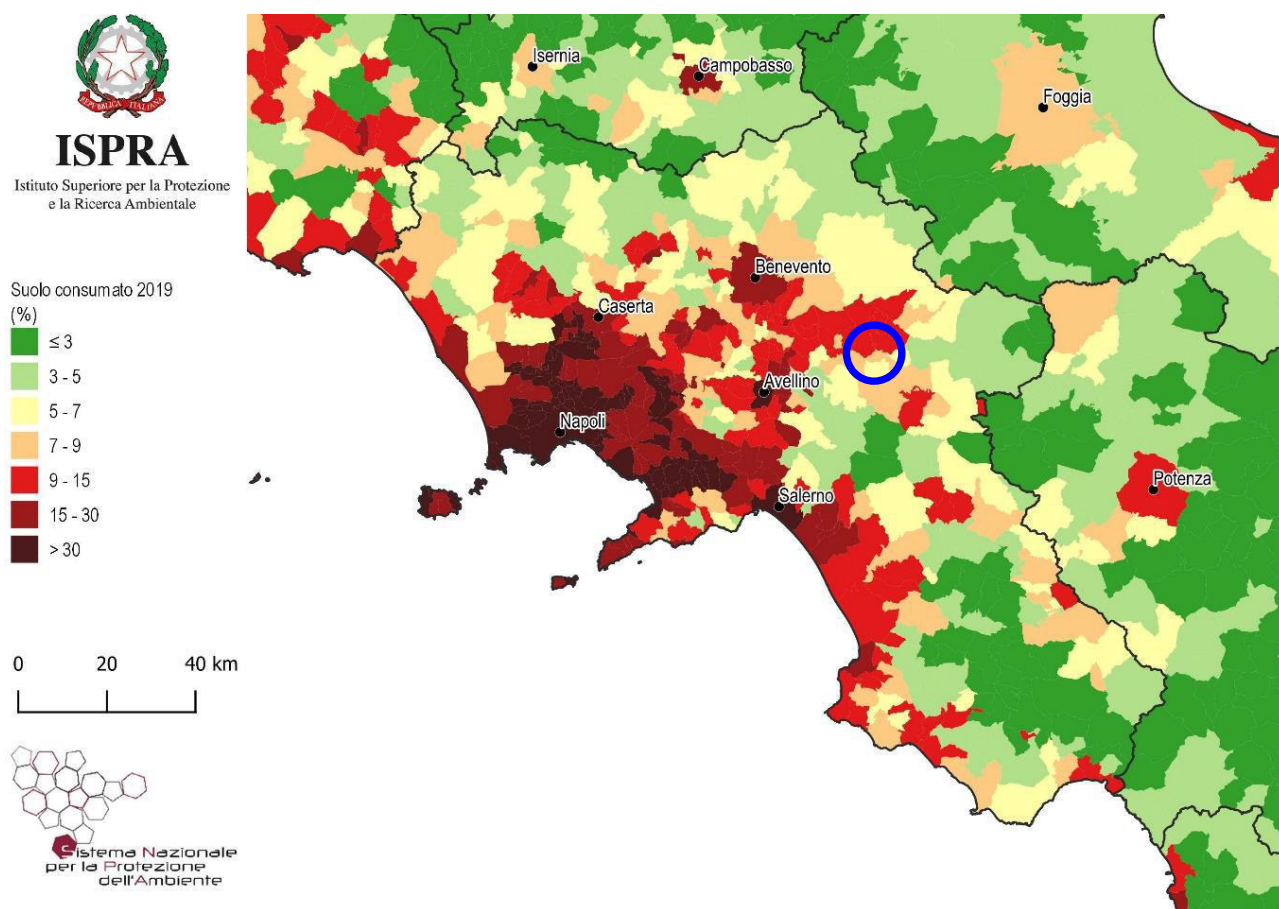 REPVBBLICA ITALIANA
ISPRA
Istituto Superiore per la Protezione
e la Ricerca Ambientale
Suolo consumato 2019
(%)
≤ 3
3 - 5
5 - 7
7 - 9
9 - 15
15 - 30
> 30
0 20 40 km
Sistema Nazionale
per la Protezione
dell'Ambiente
Isernia
Campobasso
Foggia
Benevento
Caserta
Avellino
Napoli
Potenza
Salerno